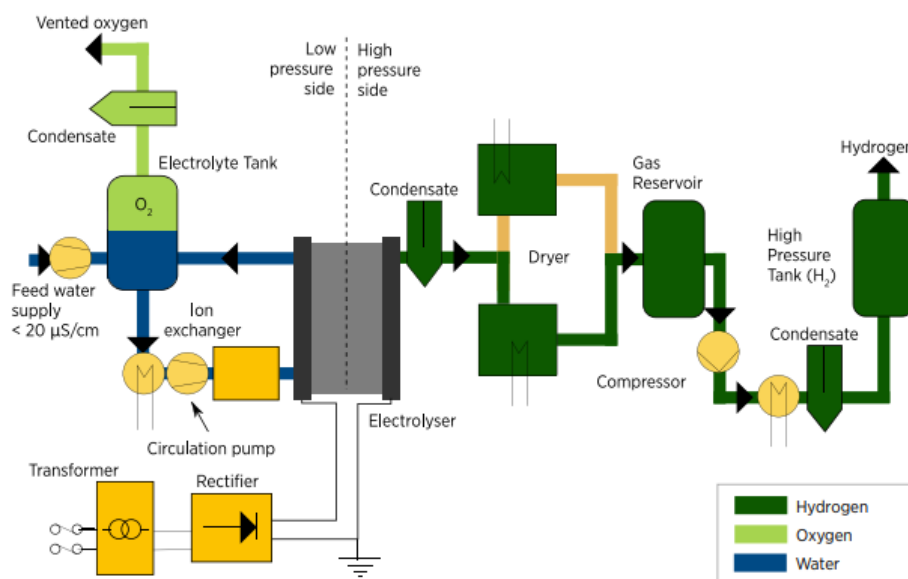 Vented oxygen
Low
pressure
side
High
pressure
side
Condensate
Electrolyte Tank
O₂
Feed water
supply
< 20 µS/cm
Ion
exchanger
Circulation pump
Transformer
Rectifier
Electrolyser
Condensate
Dryer
Gas
Reservoir
Compressor
Hydrogen
High
Pressure
Tank (H₂)
Condensate
Hydrogen
Oxygen
Water